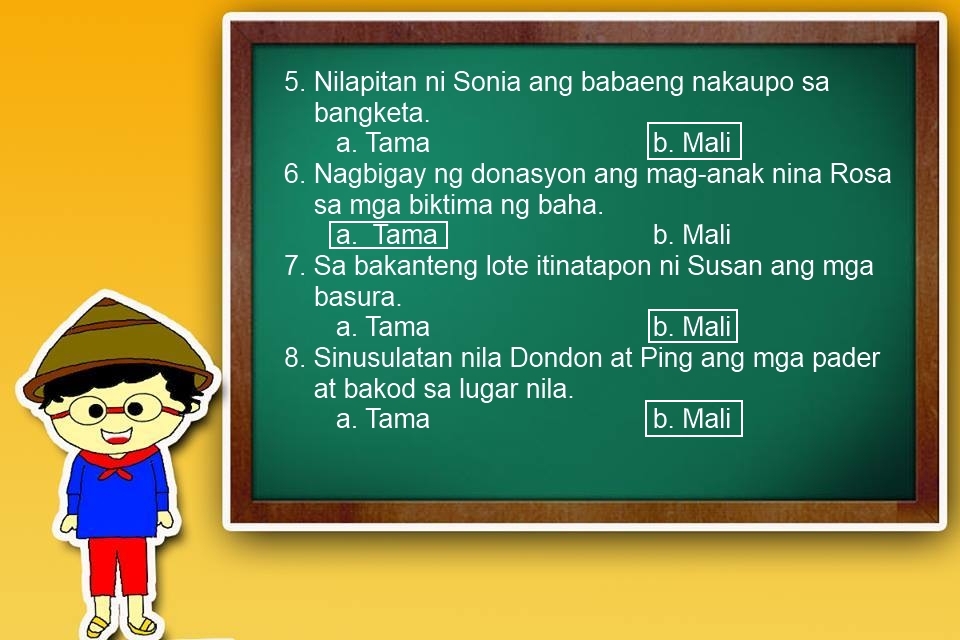 5. Nilapitan ni Sonia ang babaeng nakaupo sa
bangketa.
a. Tama b. Mali
6. Nagbigay ng donasyon ang mag-anak nina Rosa
sa mga biktima ng baha.
a. Tama b. Mali
7. Sa bakanteng lote itinatapon ni Susan ang mga
basura.
a. Tama b. Mali
8. Sinusulatan nila Dondon at Ping ang mga pader
at bakod sa lugar nila.
a. Tama b. Mali